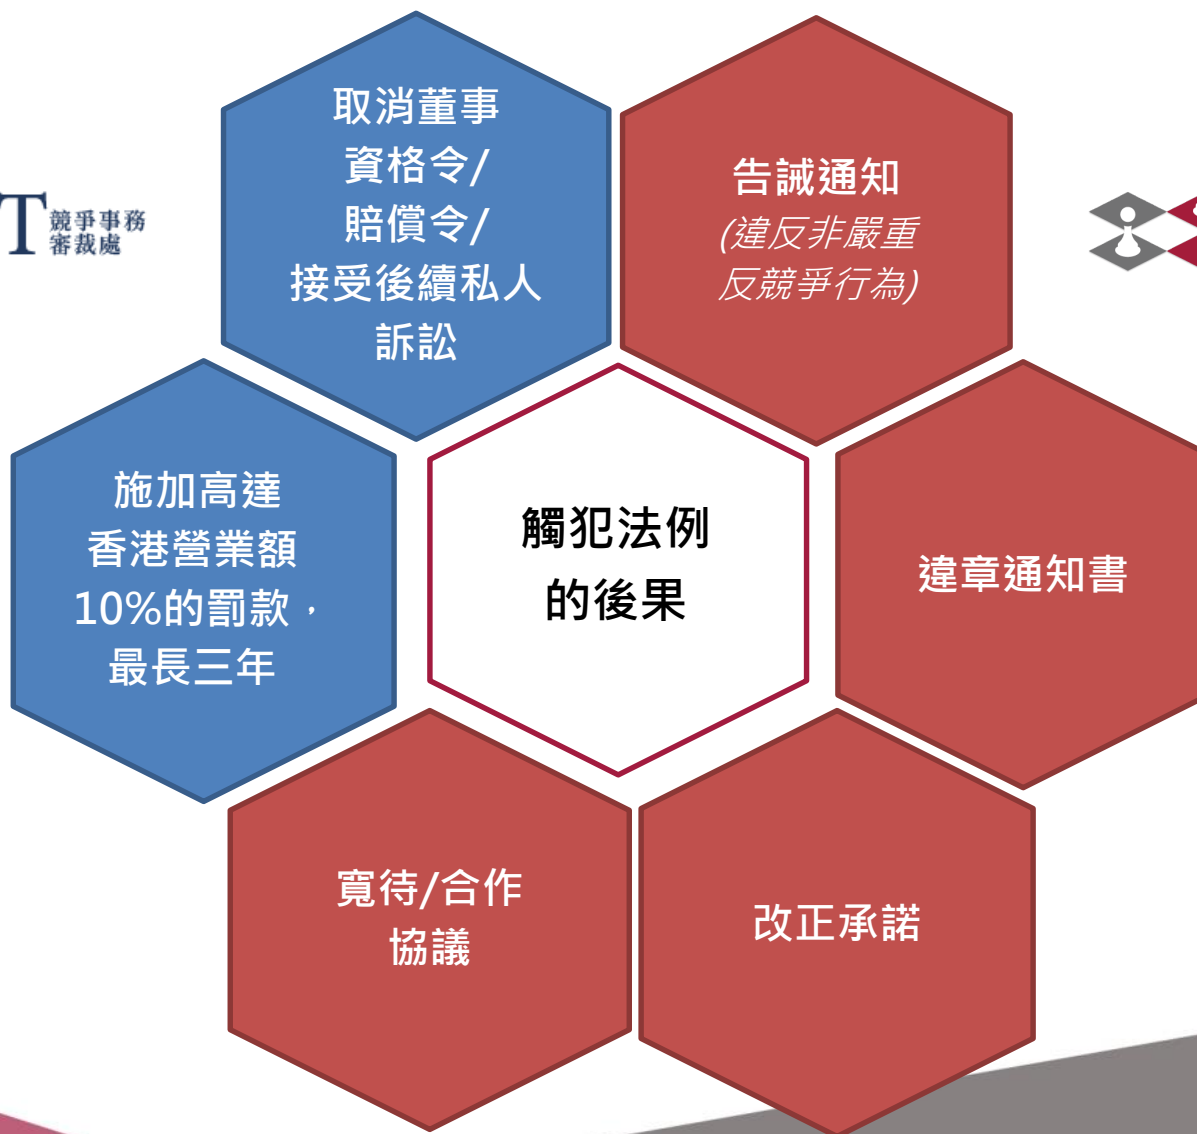 取消董事
資格令/
賠償令/
接受後續私人
訴訟
告誡通知
(違反非嚴重
反競爭行為)
T 競爭事務
審裁處
施加高達
香港營業額
10%的罰款，
最長三年
觸犯法例
的後果
違章通知書
寬待/合作
協議
改正承諾